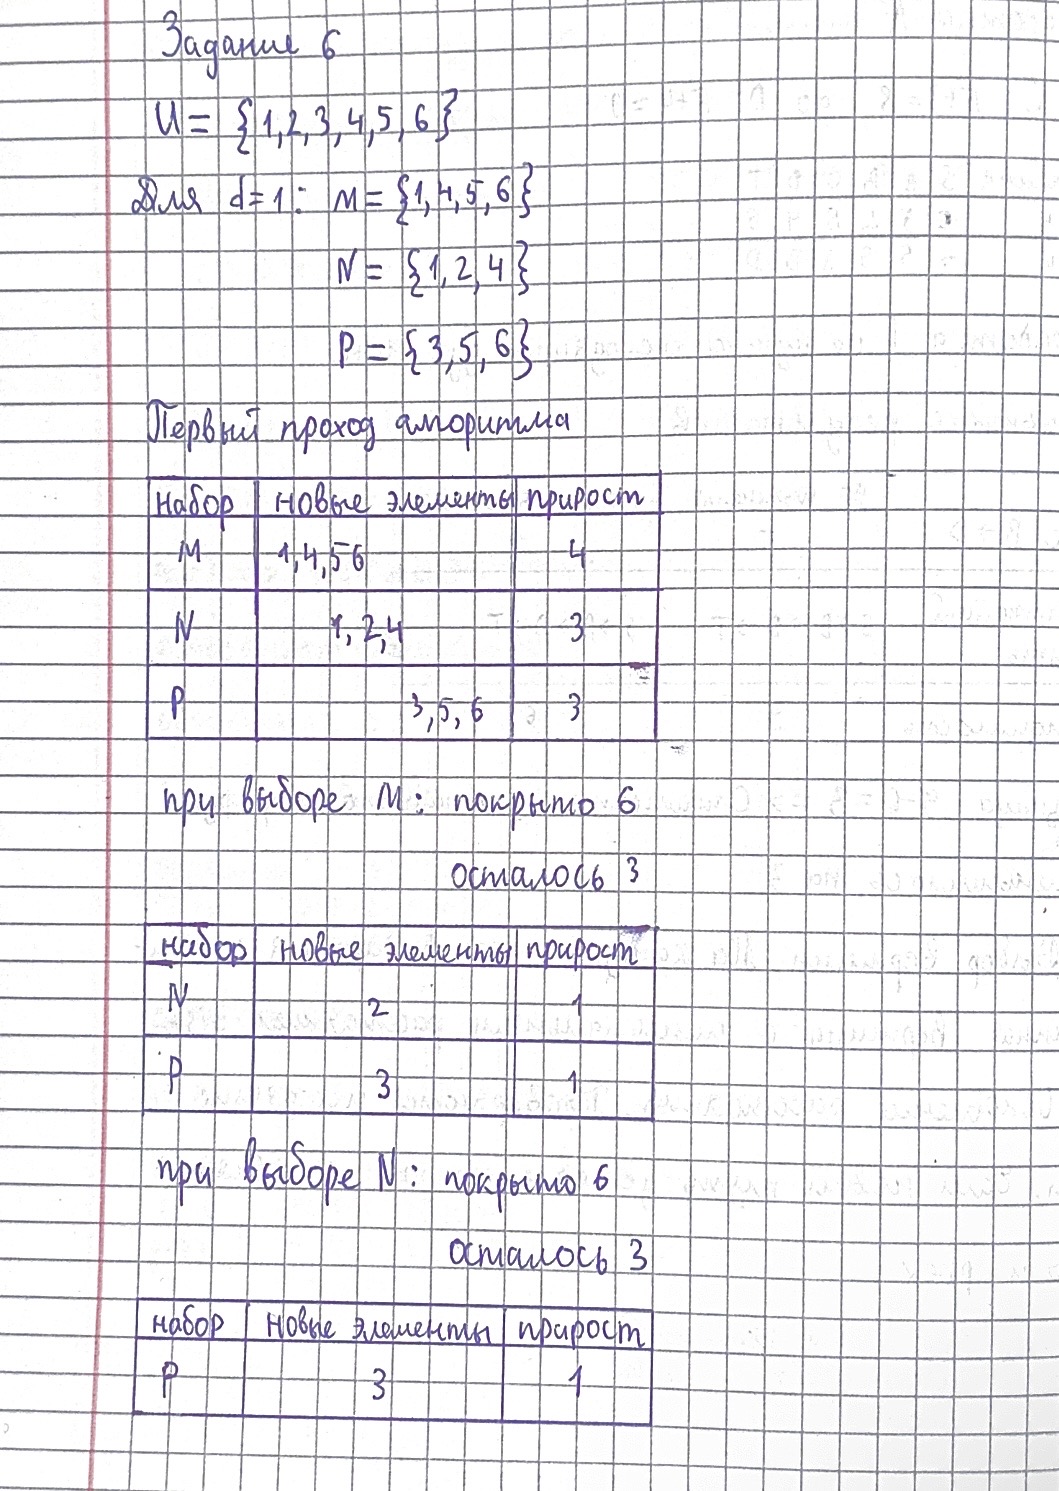 Задание 6
U = {1,2,3,4,5,6}
Для d=1: M = {1,4,5,6}
N = {1,2,4}
P = {3,5,6}
Первый проход алгоритма
набор новые элементы прирост
M 1,4,56 4
N 1,2,4 3
P 3,5,6 3
при выборе M: покрыто 6
осталось 3
набор новые элементы прирост
N 2 1
P 3 1
при выборе N: покрыто 6
осталось 3
набор новые элементы прирост
P 3 1